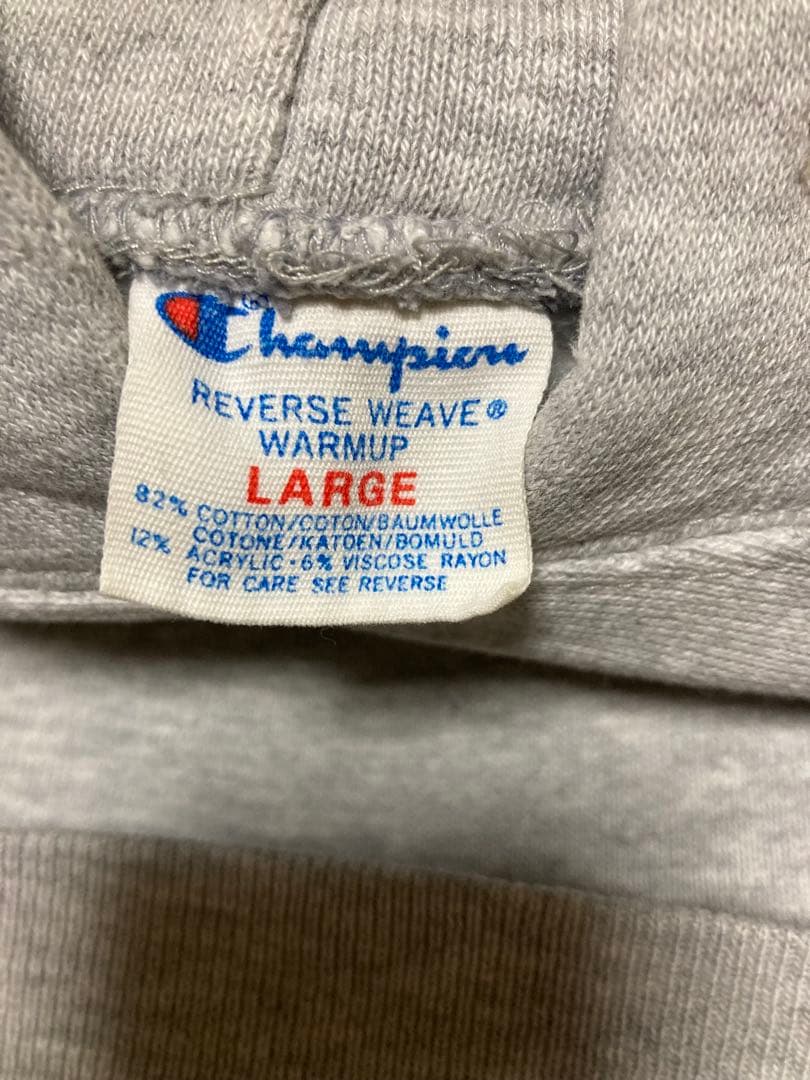 Champion
REVERSE WEAVE®
WARMUP
LARGE
82% COTTON/COTON/BAUMWOLLE
COTONE/KATOEN/BOMULD
12% ACRYLIC·6% VISCOSE RAYON
FOR CARE SEE REVERSE